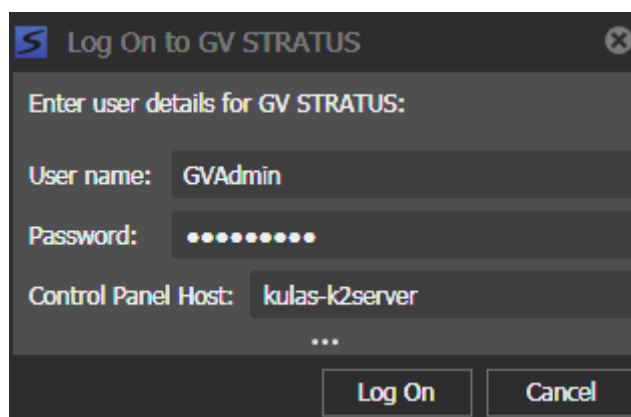 Log On to GV STRATUS
Enter user details for GV STRATUS:
User name: GVAdmin
Password: •••••••••
Control Panel Host: kulas-k2server
...
Log On Cancel